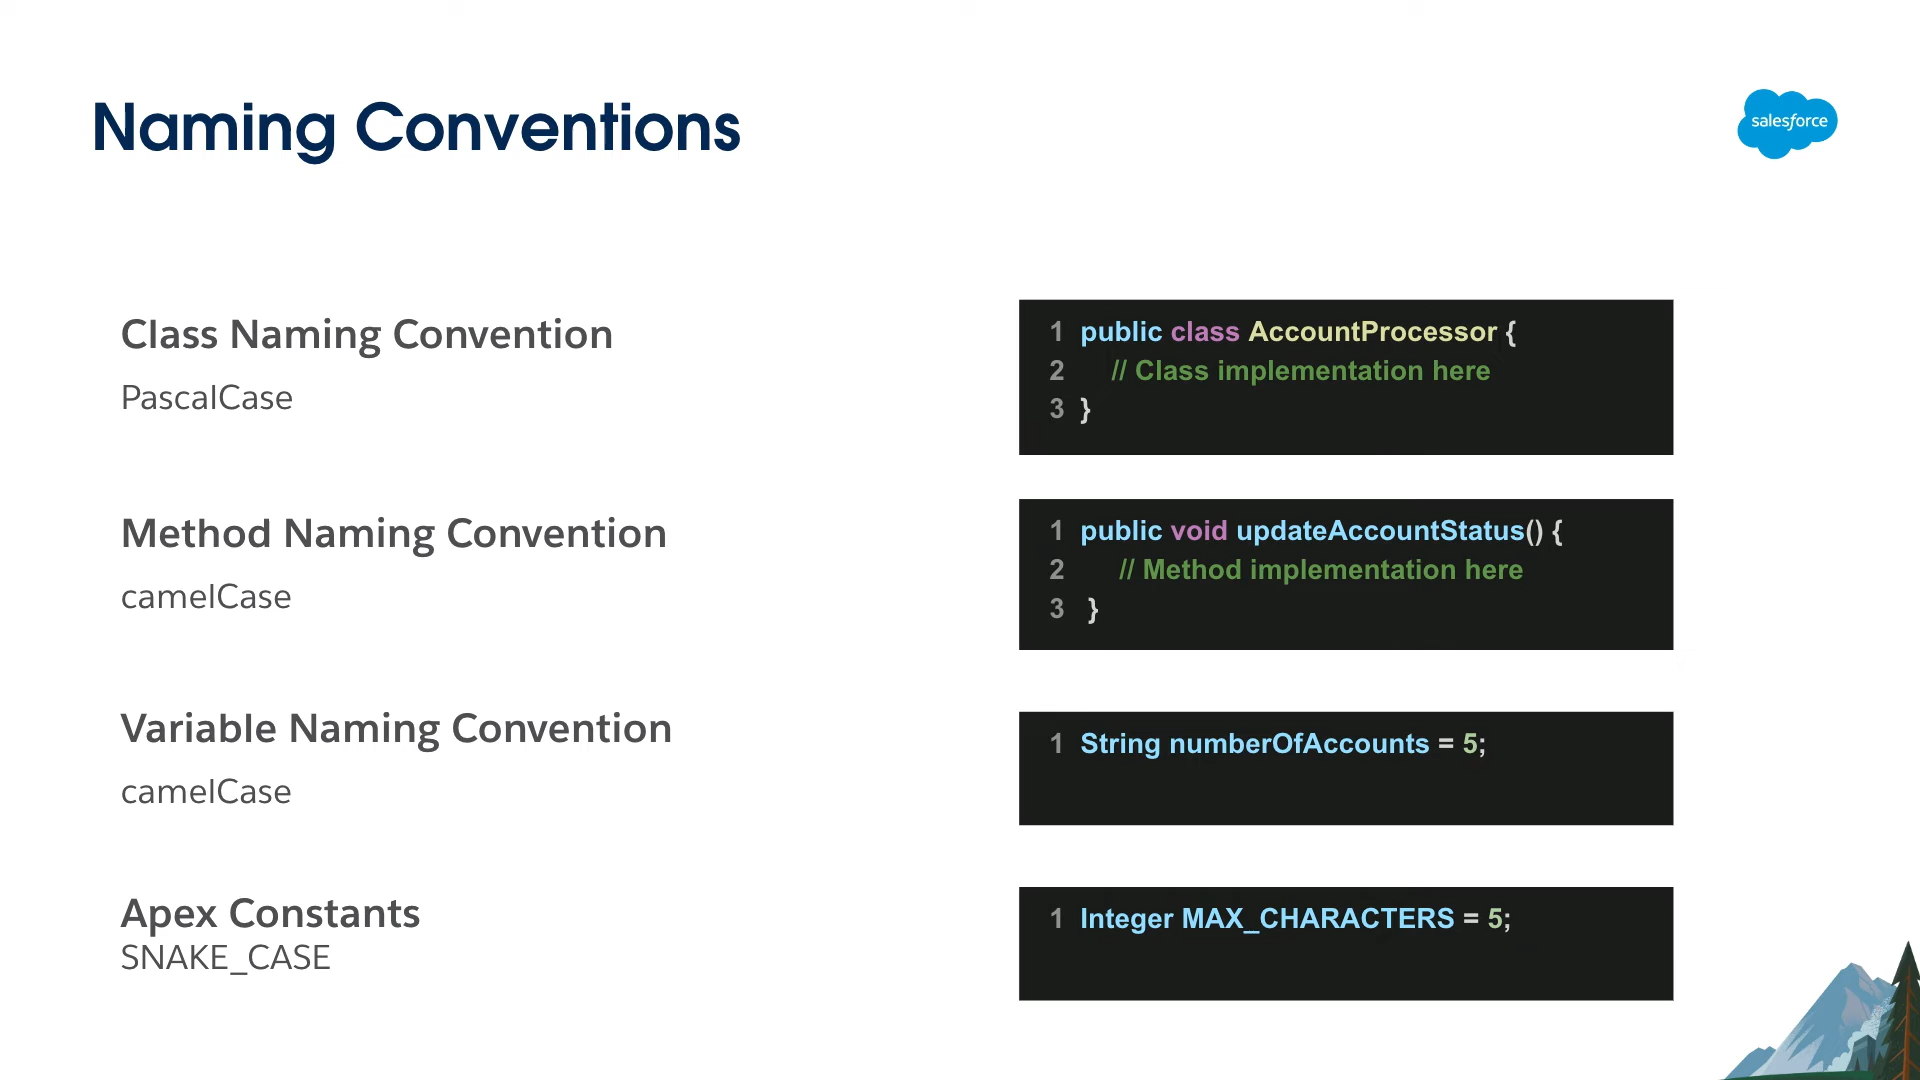 Naming Conventions
salesforce
Class Naming Convention
PascalCase
1 public class AccountProcessor {
2 // Class implementation here
3 }
Method Naming Convention
camelCase
1 public void updateAccountStatus() {
2 // Method implementation here
3 }
Variable Naming Convention
camelCase
1 String numberOfAccounts = 5;
Apex Constants
SNAKE_CASE
1 Integer MAX_CHARACTERS = 5;